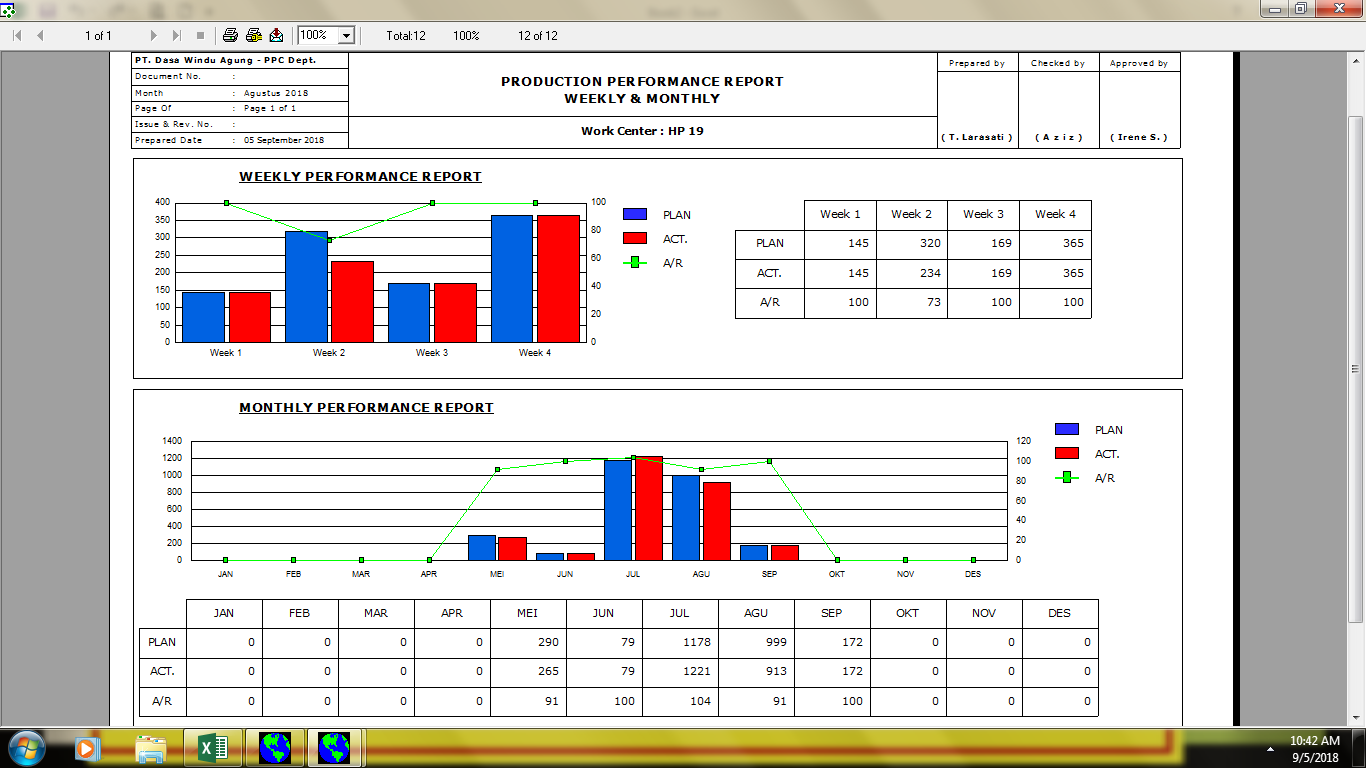 1 of 1
100%
Total:12
100%
12 of 12
PT. Dasa Windu Agung - PPC Dept.
Document No. :
Month : Agustus 2018
Page Of : Page 1 of 1
Issue & Rev. No. :
Prepared Date : 05 September 2018
PRODUCTION PERFORMANCE REPORT
WEEKLY & MONTHLY
Work Center : HP 19
Prepared by Checked by Approved by
( T. Larasati ) ( A z i z ) ( Irene S. )
WEEKLY PERFORMANCE REPORT
400
350
300
250
200
150
100
50
0
100
80
60
40
20
0
Week 1 Week 2 Week 3 Week 4
PLAN
ACT.
A/R
Week 1 Week 2 Week 3 Week 4
PLAN 145 320 169 365
ACT. 145 234 169 365
A/R 100 73 100 100
MONTHLY PERFORMANCE REPORT
1400
1200
1000
800
600
400
200
0
120
100
80
60
40
20
0
JAN FEB MAR APR MEI JUN JUL AGU SEP OKT NOV DES
PLAN
ACT.
A/R
JAN FEB MAR APR MEI JUN JUL AGU SEP OKT NOV DES
PLAN 0 0 0 0 290 79 1178 999 172 0 0 0
ACT. 0 0 0 0 265 79 1221 913 172 0 0 0
A/R 0 0 0 0 91 100 104 91 100 0 0 0
10:42 AM
9/5/2018